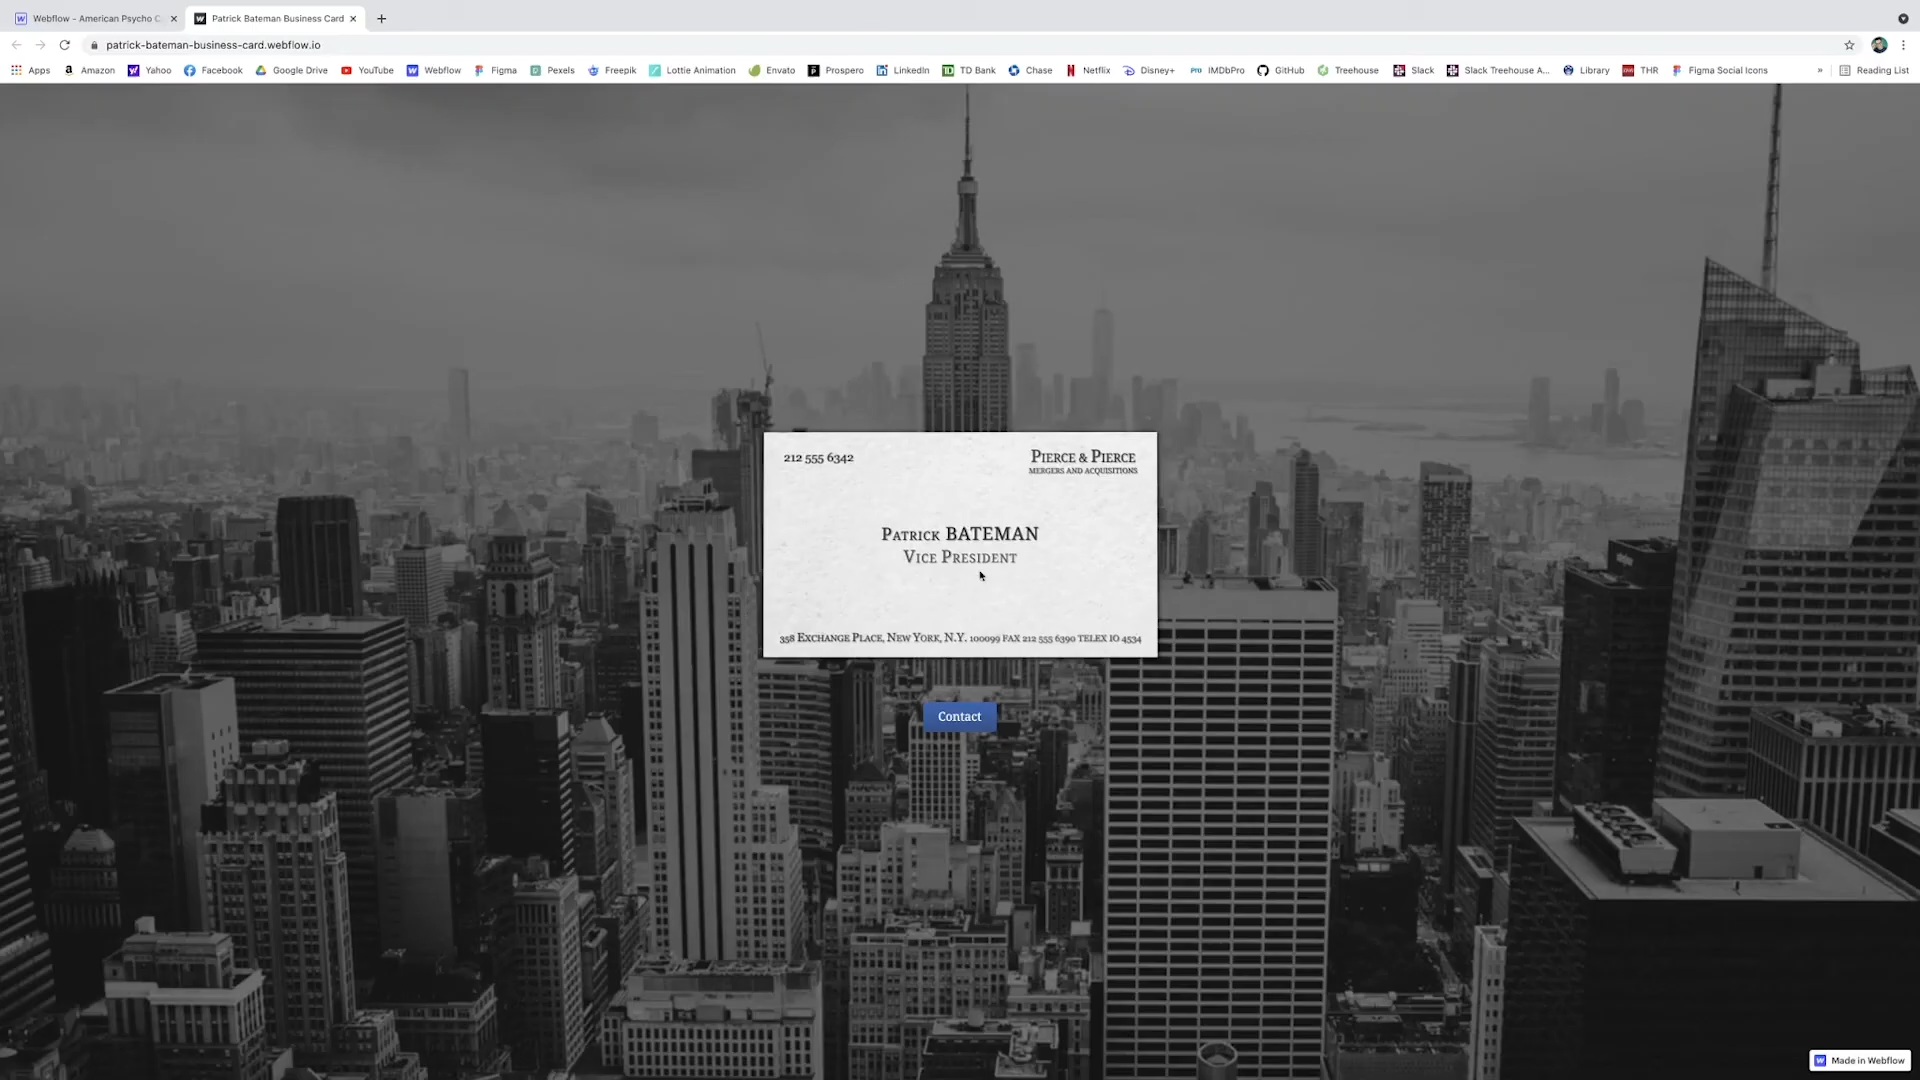 Webflow - American Psycho C
Patrick Bateman Business Card
patrick-bateman-business-card.webflow.io
Apps
Amazon
Yahoo
Facebook
Google Drive
YouTube
Webflow
Figma
Pexels
Freepik
Lottie Animation
Envato
Prospero
LinkedIn
TD Bank
Chase
Netflix
Disney+
PRO IMDbPro
GitHub
Treehouse
Slack
Slack Treehouse A...
Library
THR
Figma Social Icons
»
Reading List
212 555 6342
Pierce & Pierce
MERGERS AND ACQUISITIONS
Patrick BATEMAN
Vice President
358 Exchange Place, New York, N.Y. 100099 FAX 212 555 6390 TELEX IO 4534
Contact
Made in Webflow